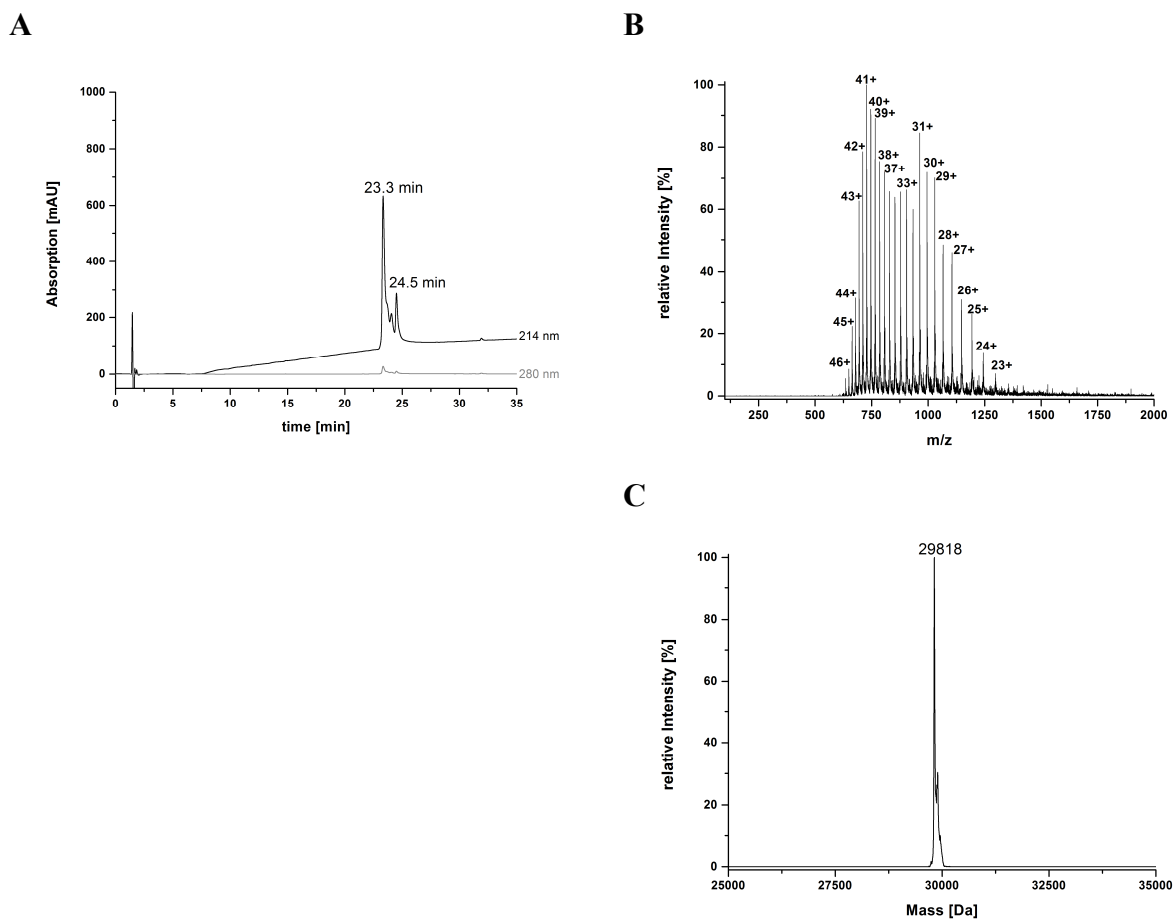 A
1000
800
600
400
200
0
Absorption [mAU]
23.3 min
24.5 min
214 nm
280 nm
0 5 10 15 20 25 30 35
time [min]
B
100
80
60
40
20
0
relative Intensity [%]
41+
40+
39+
42+
38+
37+
43+
33+
31+
30+
29+
28+
27+
44+
26+
45+
25+
24+
46+
23+
250 500 750 1000 1250 1500 1750 2000
m/z
C
100
80
60
40
20
0
relative Intensity [%]
29818
25000 27500 30000 32500 35000
Mass [Da]